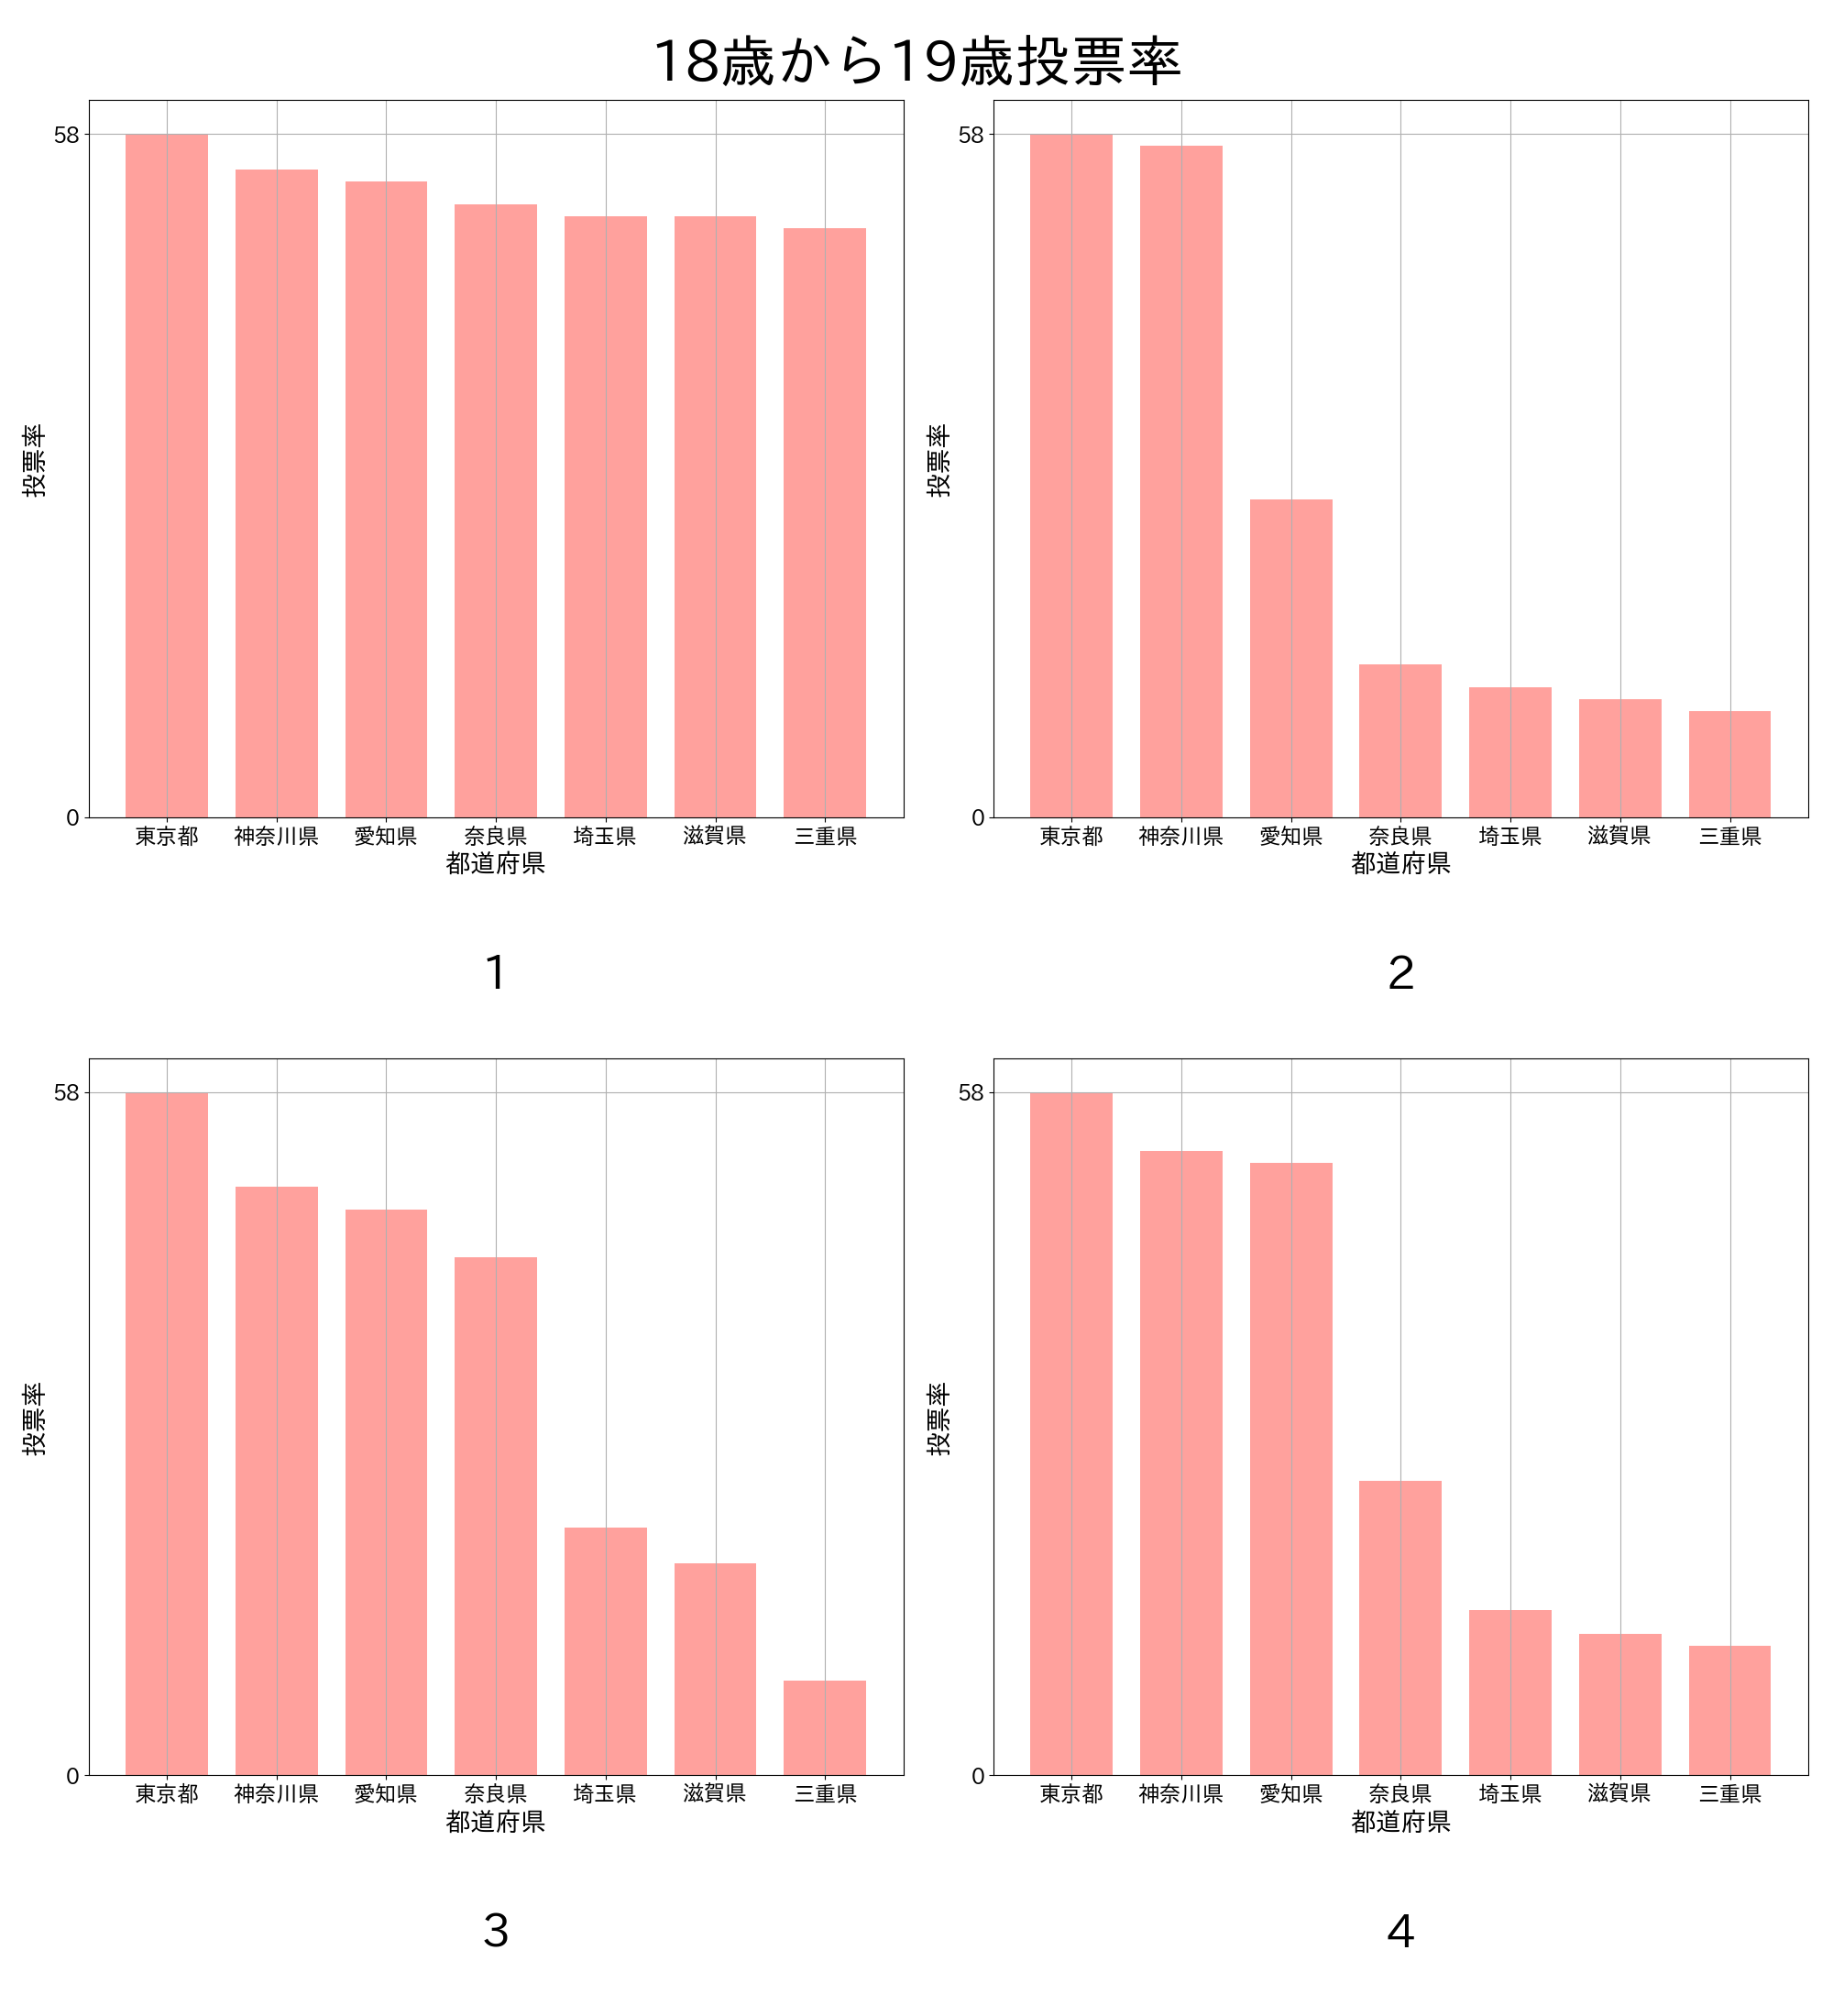 18歳から19歳投票率
58
0
投票率
東京都 神奈川県 愛知県 奈良県 埼玉県 滋賀県 三重県
都道府県
1
58
0
投票率
東京都 神奈川県 愛知県 奈良県 埼玉県 滋賀県 三重県
都道府県
2
58
0
投票率
東京都 神奈川県 愛知県 奈良県 埼玉県 滋賀県 三重県
都道府県
3
58
0
投票率
東京都 神奈川県 愛知県 奈良県 埼玉県 滋賀県 三重県
都道府県
4